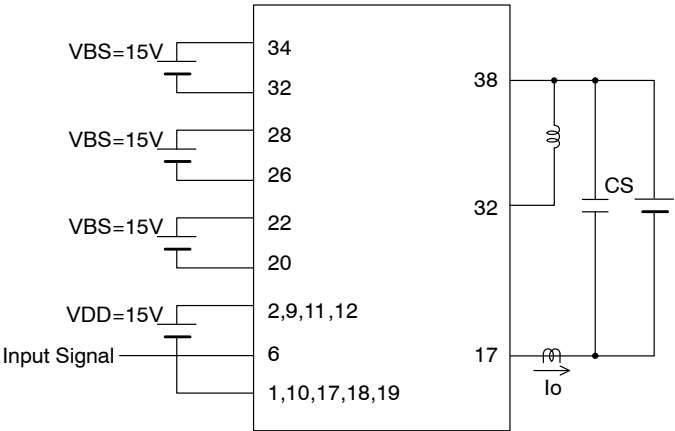 VBS=15V
34
32
VBS=15V
28
26
VBS=15V
22
20
VDD=15V
2,9,11,12
Input Signal
6
1,10,17,18,19
38
32
CS
17
Io